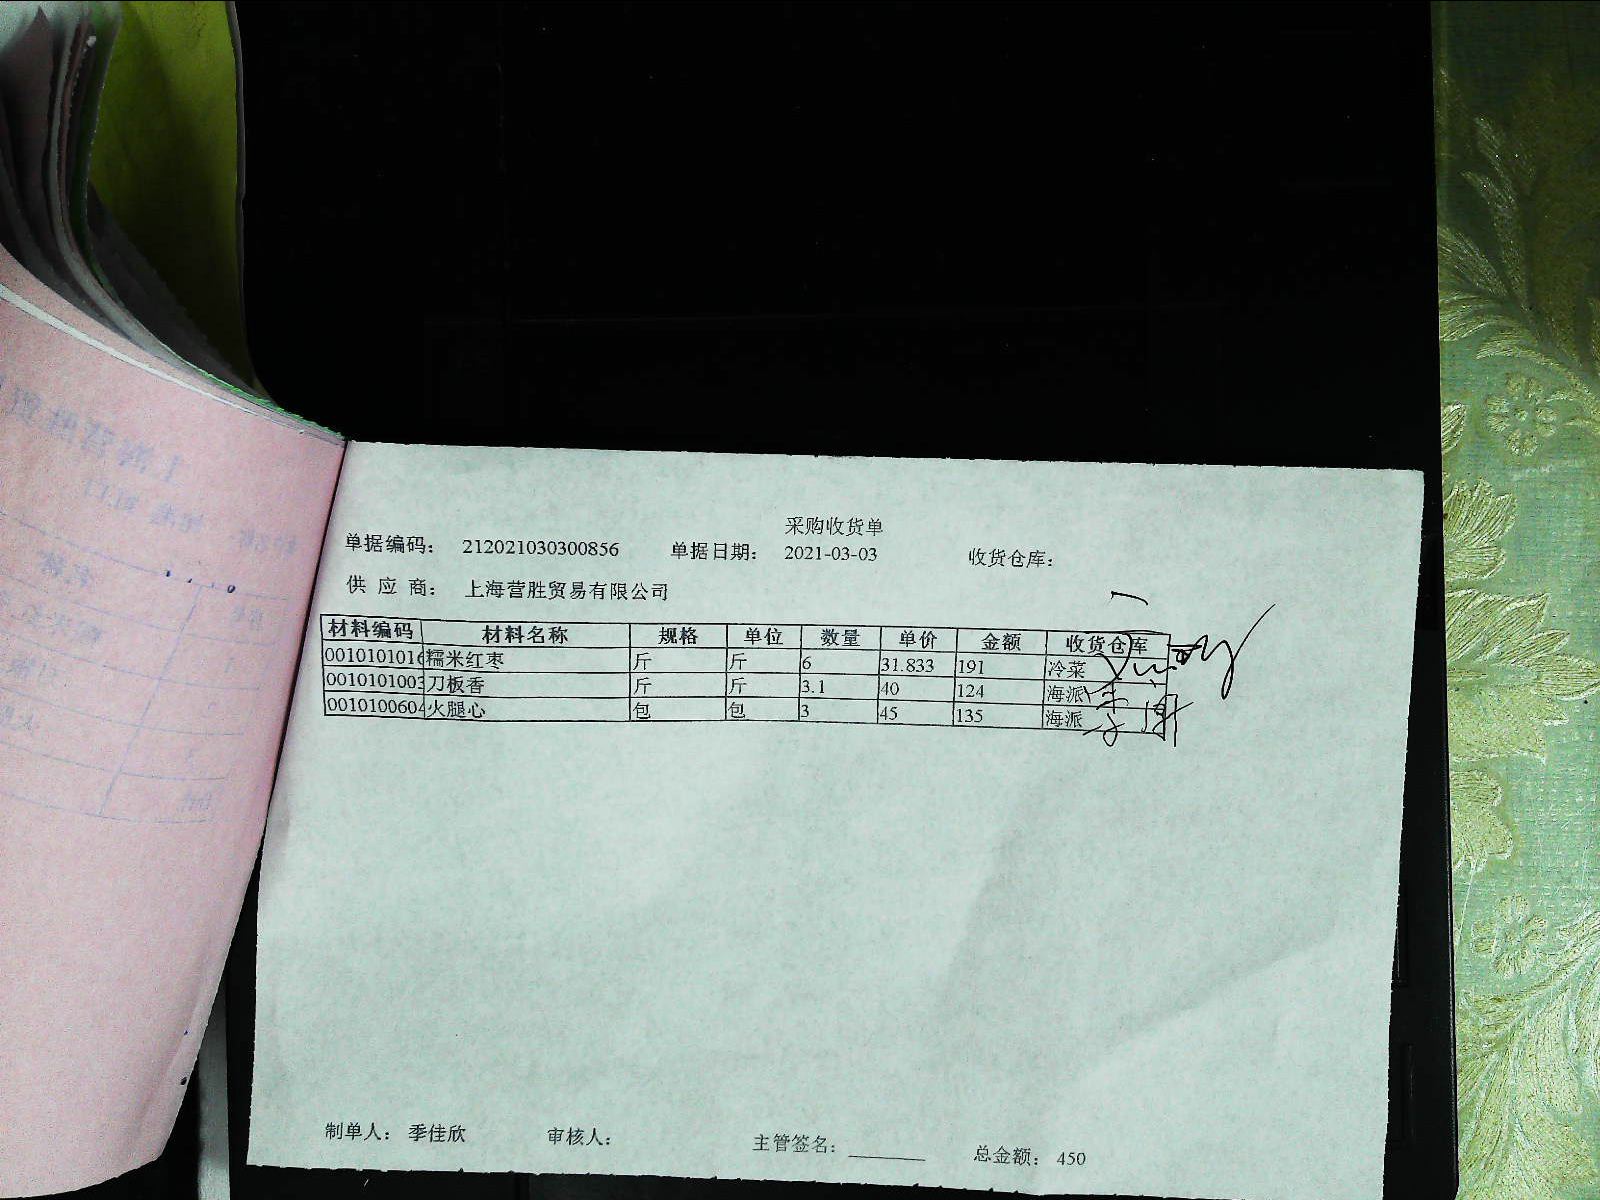 采购收货单
单据编码： 212021030300856 单据日期： 2021-03-03 收货仓库：
供 应 商： 上海营胜贸易有限公司
材料编码 材料名称 规格 单位 数量 单价 金额 收货仓库
001010101 糯米红枣 斤 斤 6 31.833 191 冷菜
0010101003 刀板香 斤 斤 3.1 40 124 海派
0010100604 火腿心 包 包 3 45 135 海派
制单人： 季佳欣 审核人： 主管签名： 总金额： 450